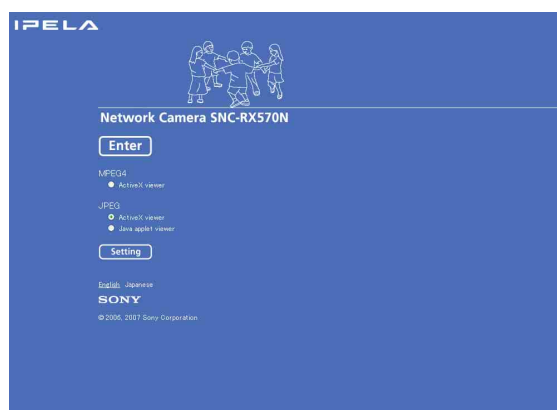 IPELA
Network Camera SNC-RX570N
Enter
MPEG4
ActiveX viewer
JPEG
ActiveX viewer
Java applet viewer
Setting
English Japanese
SONY
© 2006, 2007 Sony Corporation